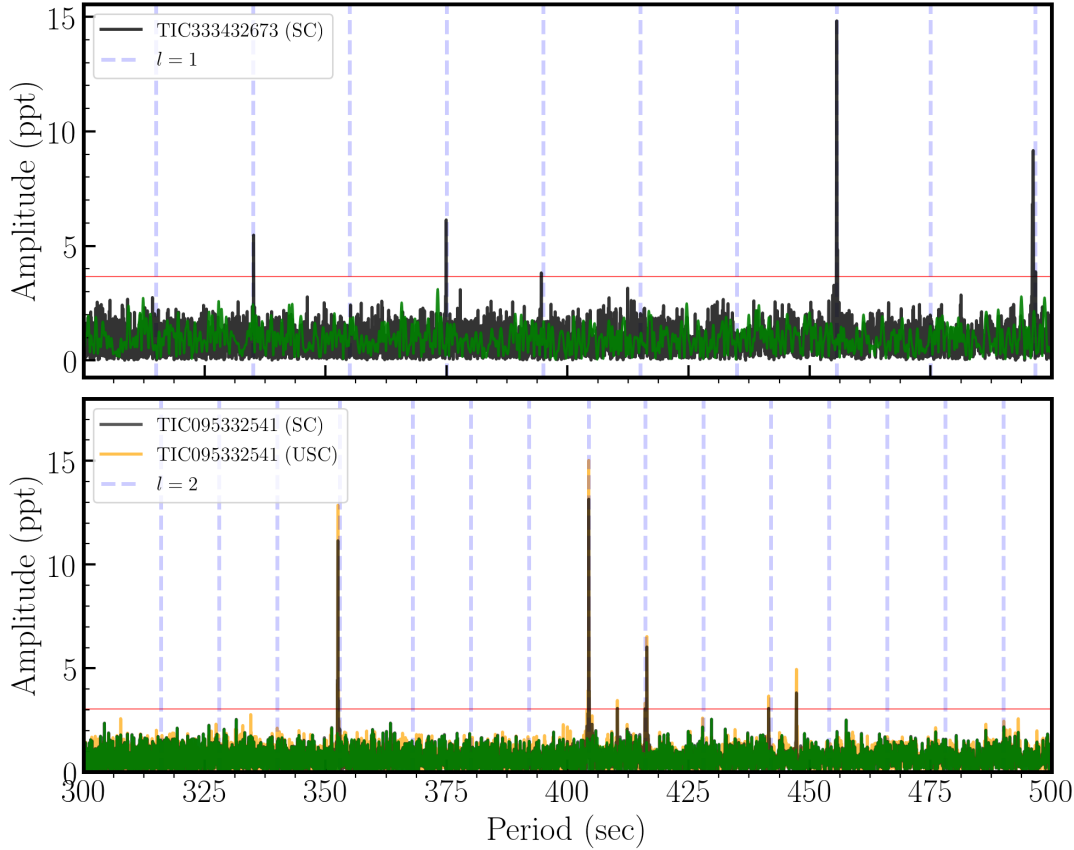 15
10
5
0
Amplitude (ppt)
TIC333432673 (SC)
l = 1
15
10
5
0
Amplitude (ppt)
TIC095332541 (SC)
TIC095332541 (USC)
l = 2
300 325 350 375 400 425 450 475 500
Period (sec)